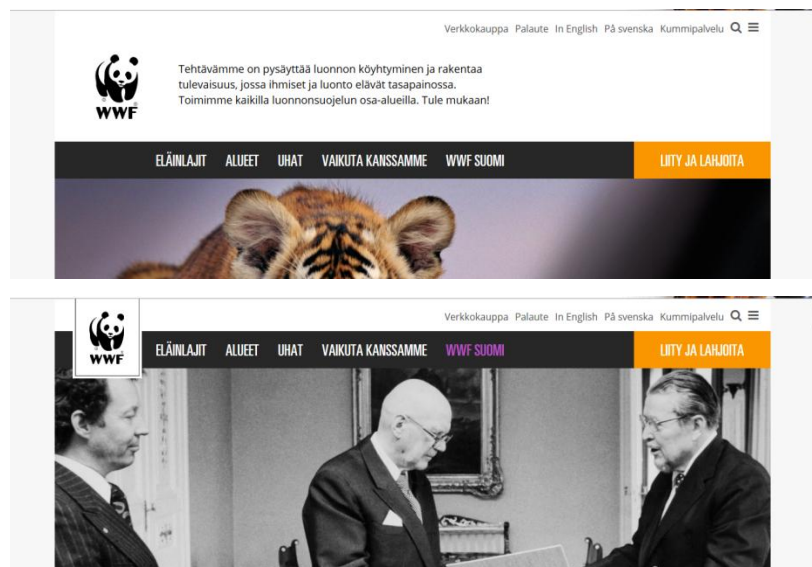 Verkkokauppa Palaute In English På svenska Kummipalvelu
Tehtävämme on pysäyttää luonnon köyhtyminen ja rakentaa
tulevaisuus, jossa ihmiset ja luonto elävät tasapainossa.
Toimimme kaikilla luonnonsuojelun osa-alueilla. Tule mukaan!
WWF
ELÄINLAJIT ALUEET UHAT VAIKUTA KANSSAMME WWF SUOMI LIITY JA LAHJOITA
Verkkokauppa Palaute In English På svenska Kummipalvelu
WWF
ELÄINLAJIT ALUEET UHAT VAIKUTA KANSSAMME WWF SUOMI LIITY JA LAHJOITA